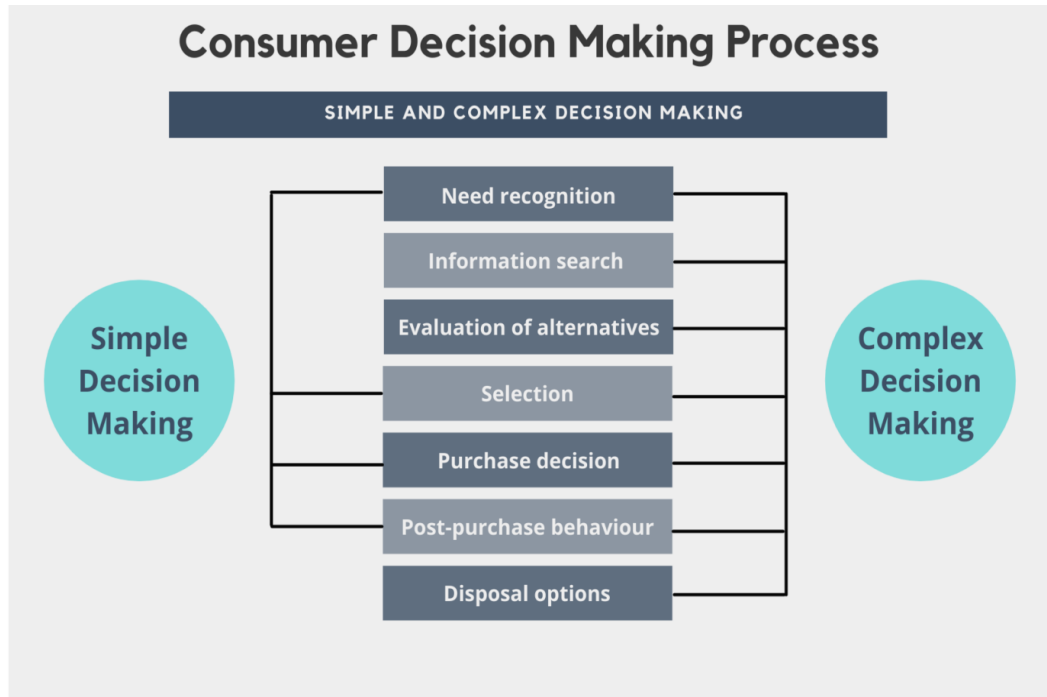 Consumer Decision Making Process
SIMPLE AND COMPLEX DECISION MAKING
Need recognition
Information search
Evaluation of alternatives
Selection
Purchase decision
Post-purchase behaviour
Disposal options
Simple
Decision
Making
Complex
Decision
Making